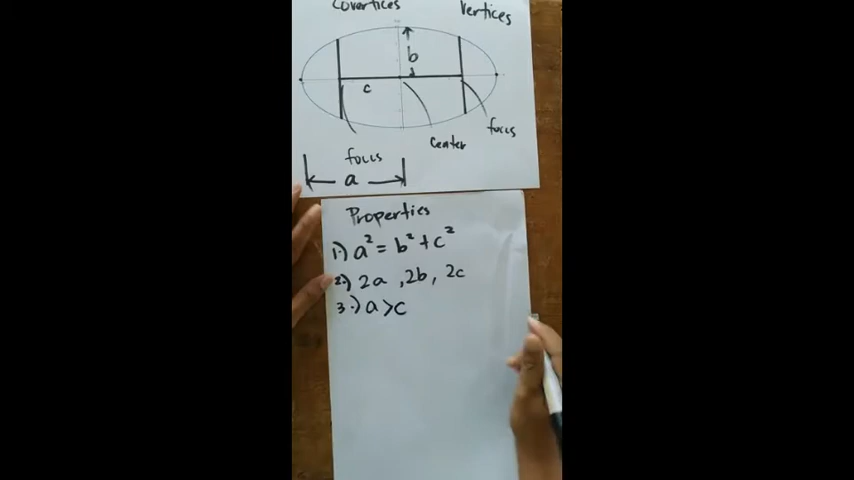 Covertices
Vertices
b
c
focus
center
focus
a
Properties
1.) a² = b² + c²
2.) 2a, 2b, 2c
3.) a > c